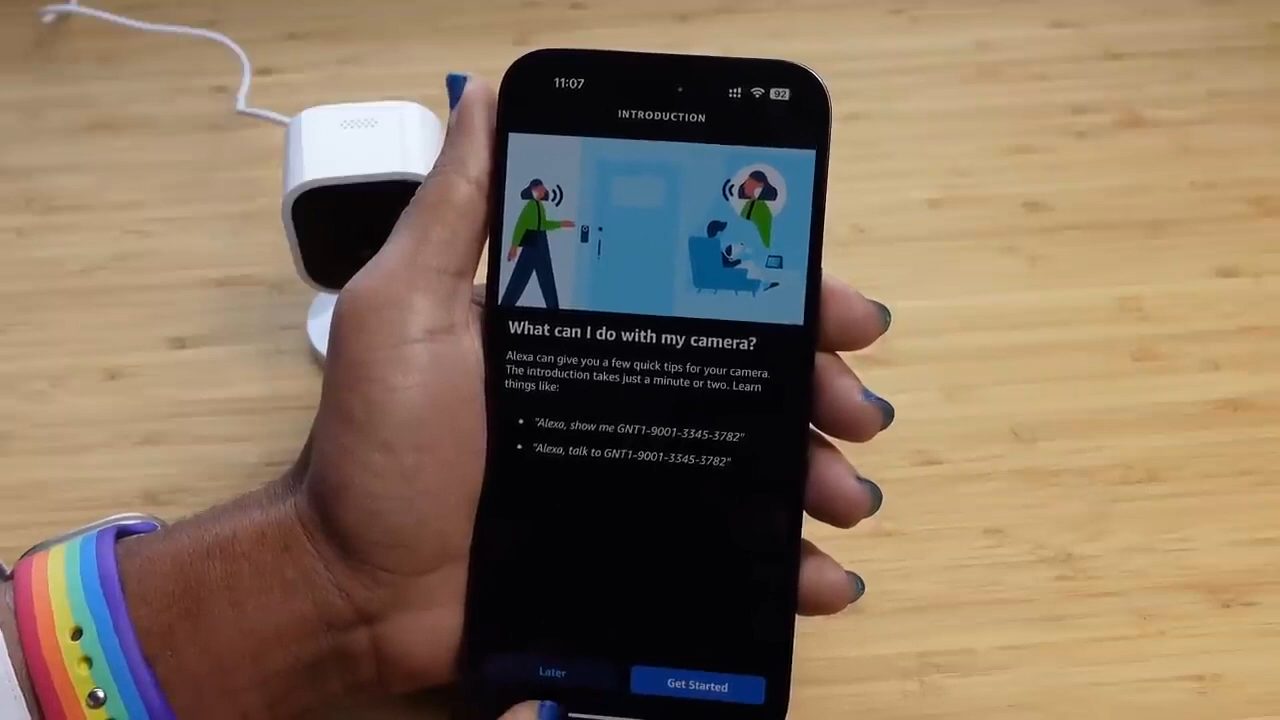 11:07
92
INTRODUCTION
What can I do with my camera?
Alexa can give you a few quick tips for your camera.
The introduction takes just a minute or two. Learn
things like:
• "Alexa, show me GNT1-9001-3345-3782"
• "Alexa, talk to GNT1-9001-3345-3782"
Later
Get Started